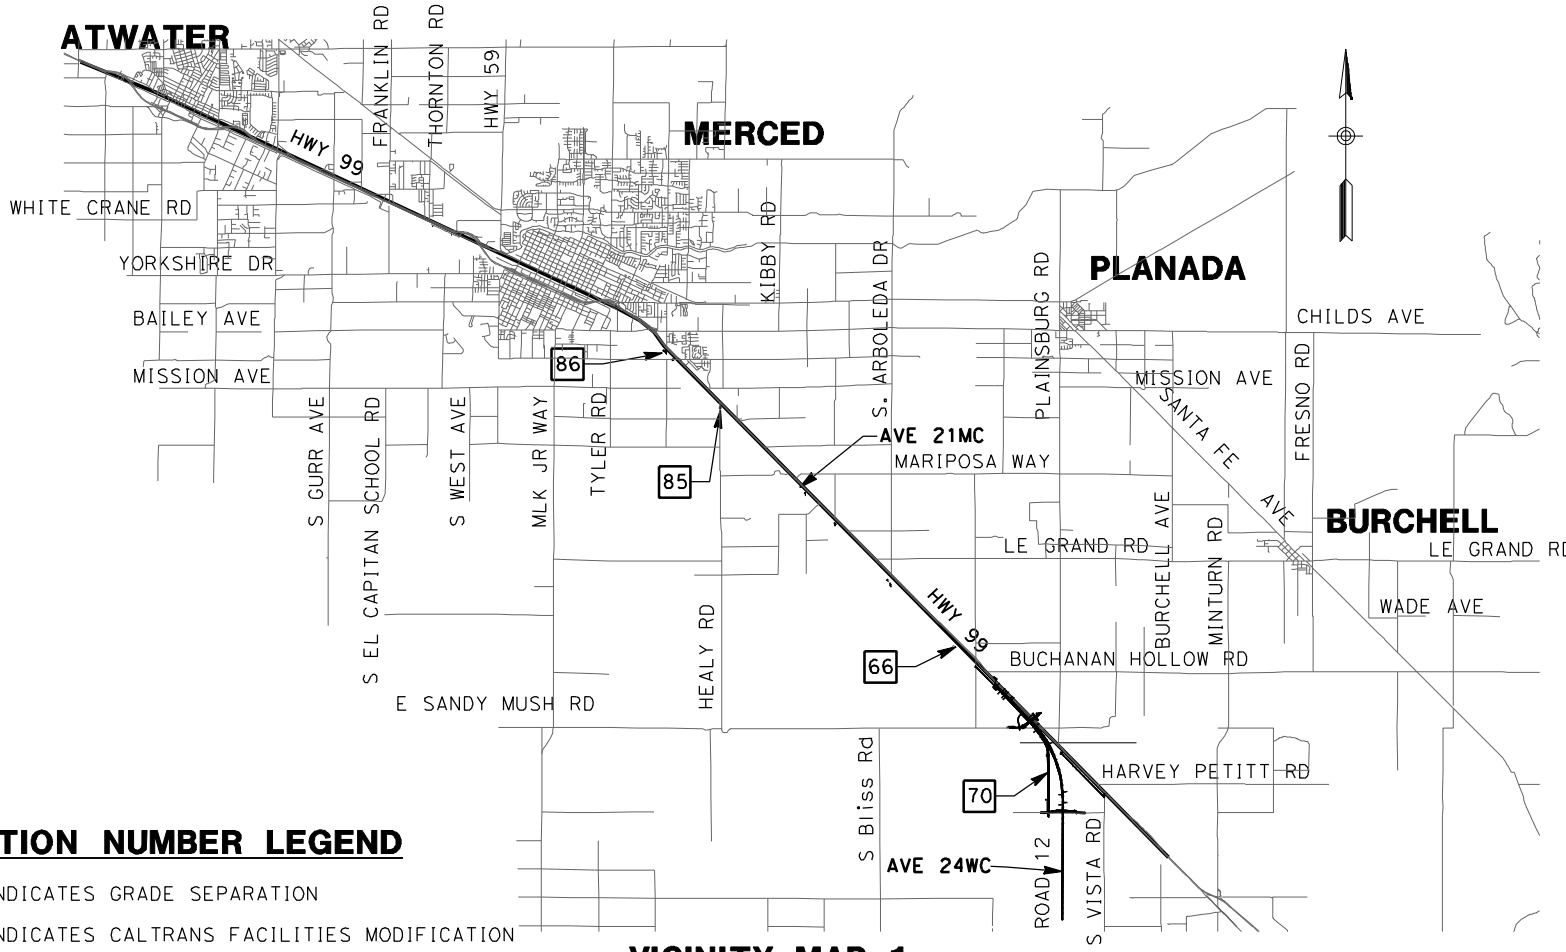 ATWATER
FRANKLIN RD
THORNTON RD
HWY 59
HWY 99
MERCED
WHITE CRANE RD
KIBBY RD
YORKSHIRE DR
S. ARBOLEDA DR
PLAINSBURG RD
PLANADA
BAILEY AVE
CHILDS AVE
86
MISSION AVE
MISSION AVE
SANTA FE AVE
FRESNO RD
S GURR AVE
S EL CAPITAN SCHOOL RD
S WEST AVE
MLK JR WAY
TYLER RD
AVE 21MC
MARIPOSA WAY
85
BURCHELL AVE
MINTURN RD
BURCHELL
LE GRAND RD
LE GRAND RD
HWY 99
WADE AVE
HEALY RD
66
BUCHANAN HOLLOW RD
E SANDY MUSH RD
S Bliss Rd
70
HARVEY PETITT RD
ROAD 12
S VISTA RD
AVE 24WC
TION NUMBER LEGEND
NDICATES GRADE SEPARATION
NDICATES CALTRANS FACILITIES MODIFICATION
VICINITY MAP 1